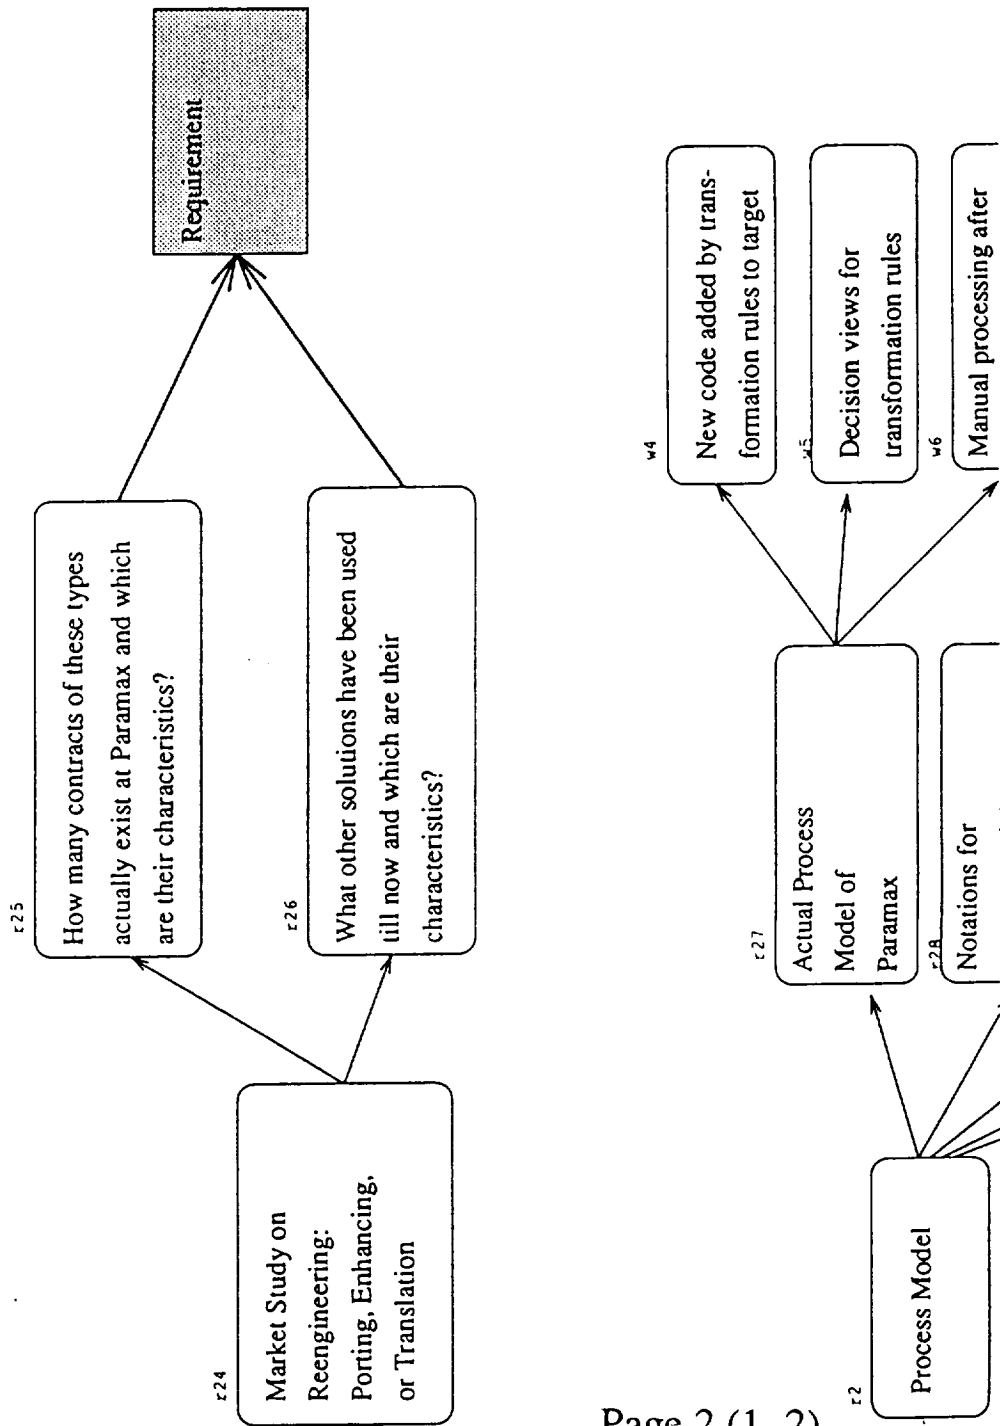 r24
Market Study on
Reengineering:
Porting, Enhancing,
or Translation
r25
How many contracts of these types
actually exist at Paramax and which
are their characteristics?
r26
What other solutions have been used
till now and which are their
characteristics?
Requirement
r2
Process Model
r27
Actual Process
Model of
Paramax
r28
Notations for
w4
New code added by trans-
formation rules to target
w5
Decision views for
transformation rules
w6
Manual processing after
Page 2 (1, 2)